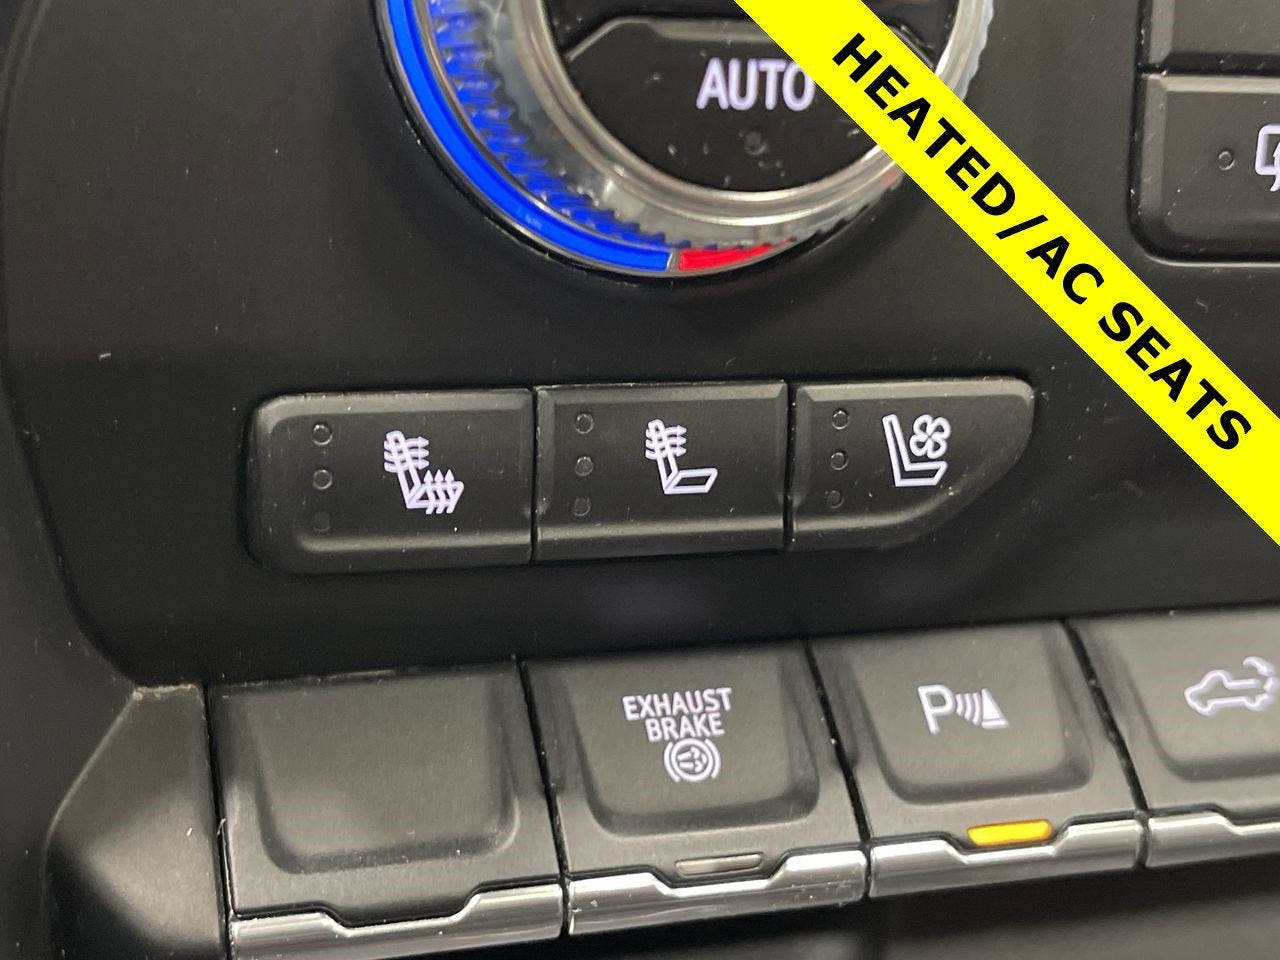 AUTO
HEATED / AC SEATS
EXHAUST
BRAKE
P